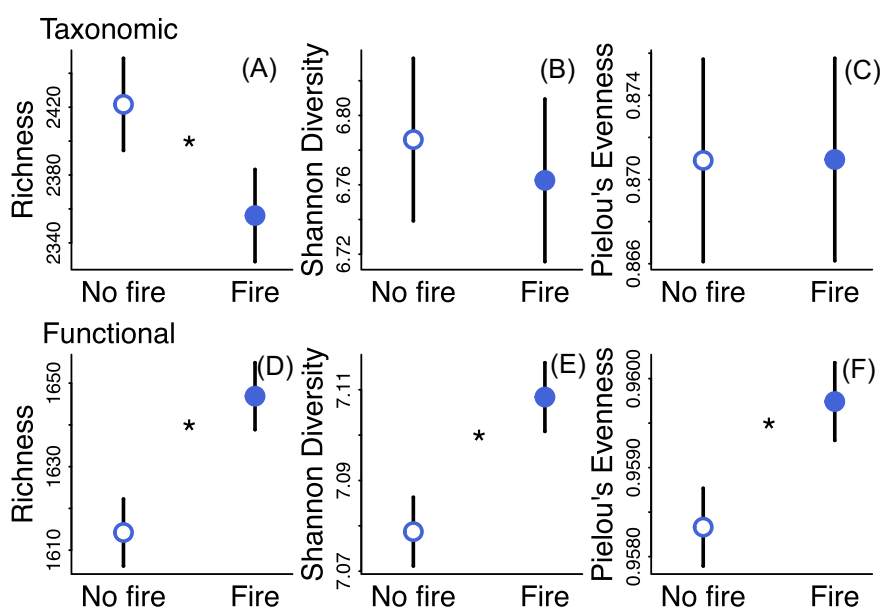 Taxonomic
(A)
Richness
2420
2380
2340
*
No fire
Fire
(B)
Shannon Diversity
6.80
6.76
6.72
No fire
Fire
(C)
Pielou's Evenness
0.874
0.870
0.866
No fire
Fire
Functional
(D)
Richness
1650
1630
1610
*
No fire
Fire
(E)
Shannon Diversity
7.11
7.09
7.07
*
No fire
Fire
(F)
Pielou's Evenness
0.9600
0.9590
0.9580
*
No fire
Fire